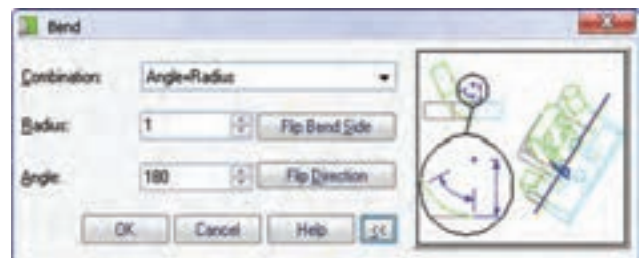 Bend
Combination: Angle+Radius
Radius: 1 Flip Bend Side
Angle: 180 Flip Direction
OK Cancel Help <<